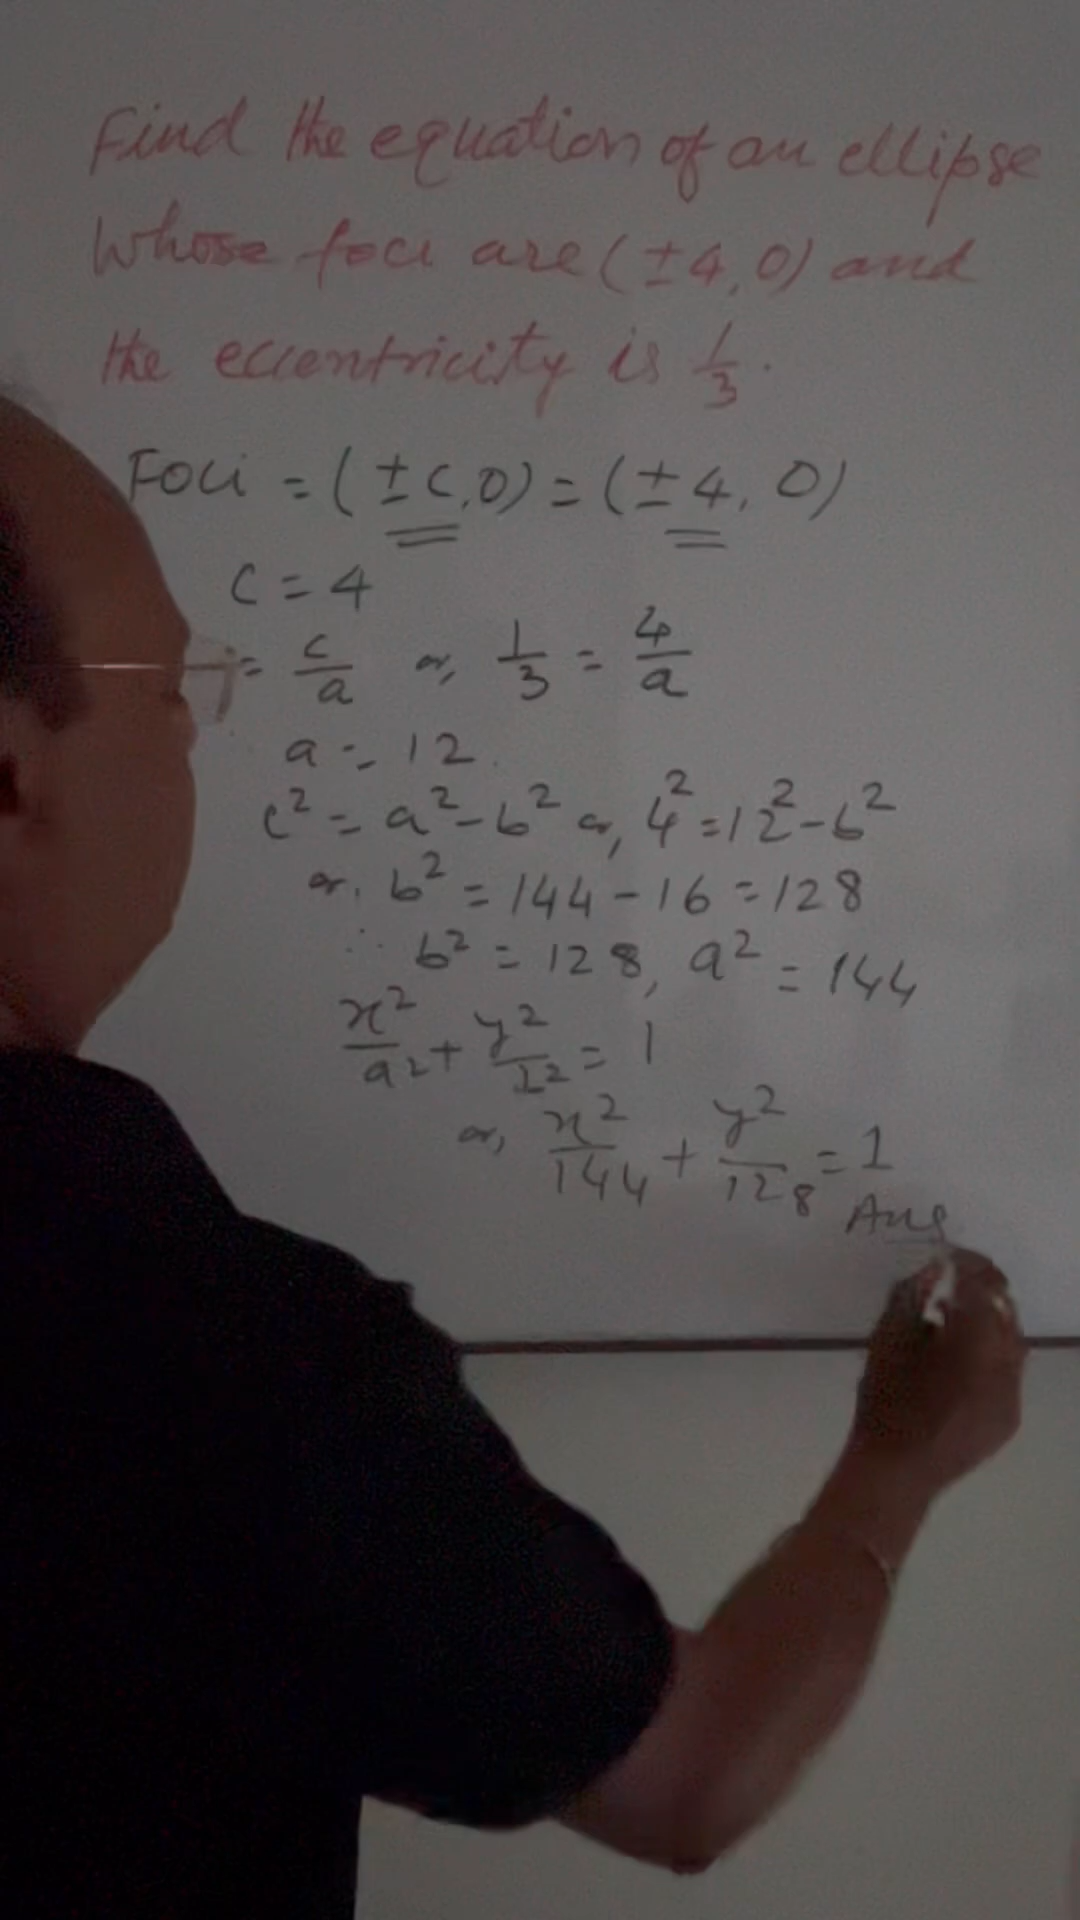 Find the equation of an ellipse
Whose foci are (±4,0) and
the eccentricity is 1/3.
Foci = (±c,0) = (±4, 0)
c = 4
= c/a or, 1/3 = 4/a
a = 12.
c² = a² - b² or, 4² = 12² - b²
or, b² = 144 - 16 = 128
∴ b² = 128, a² = 144
x²/a² + y²/b² = 1
or, x²/144 + y²/128 = 1
Ans